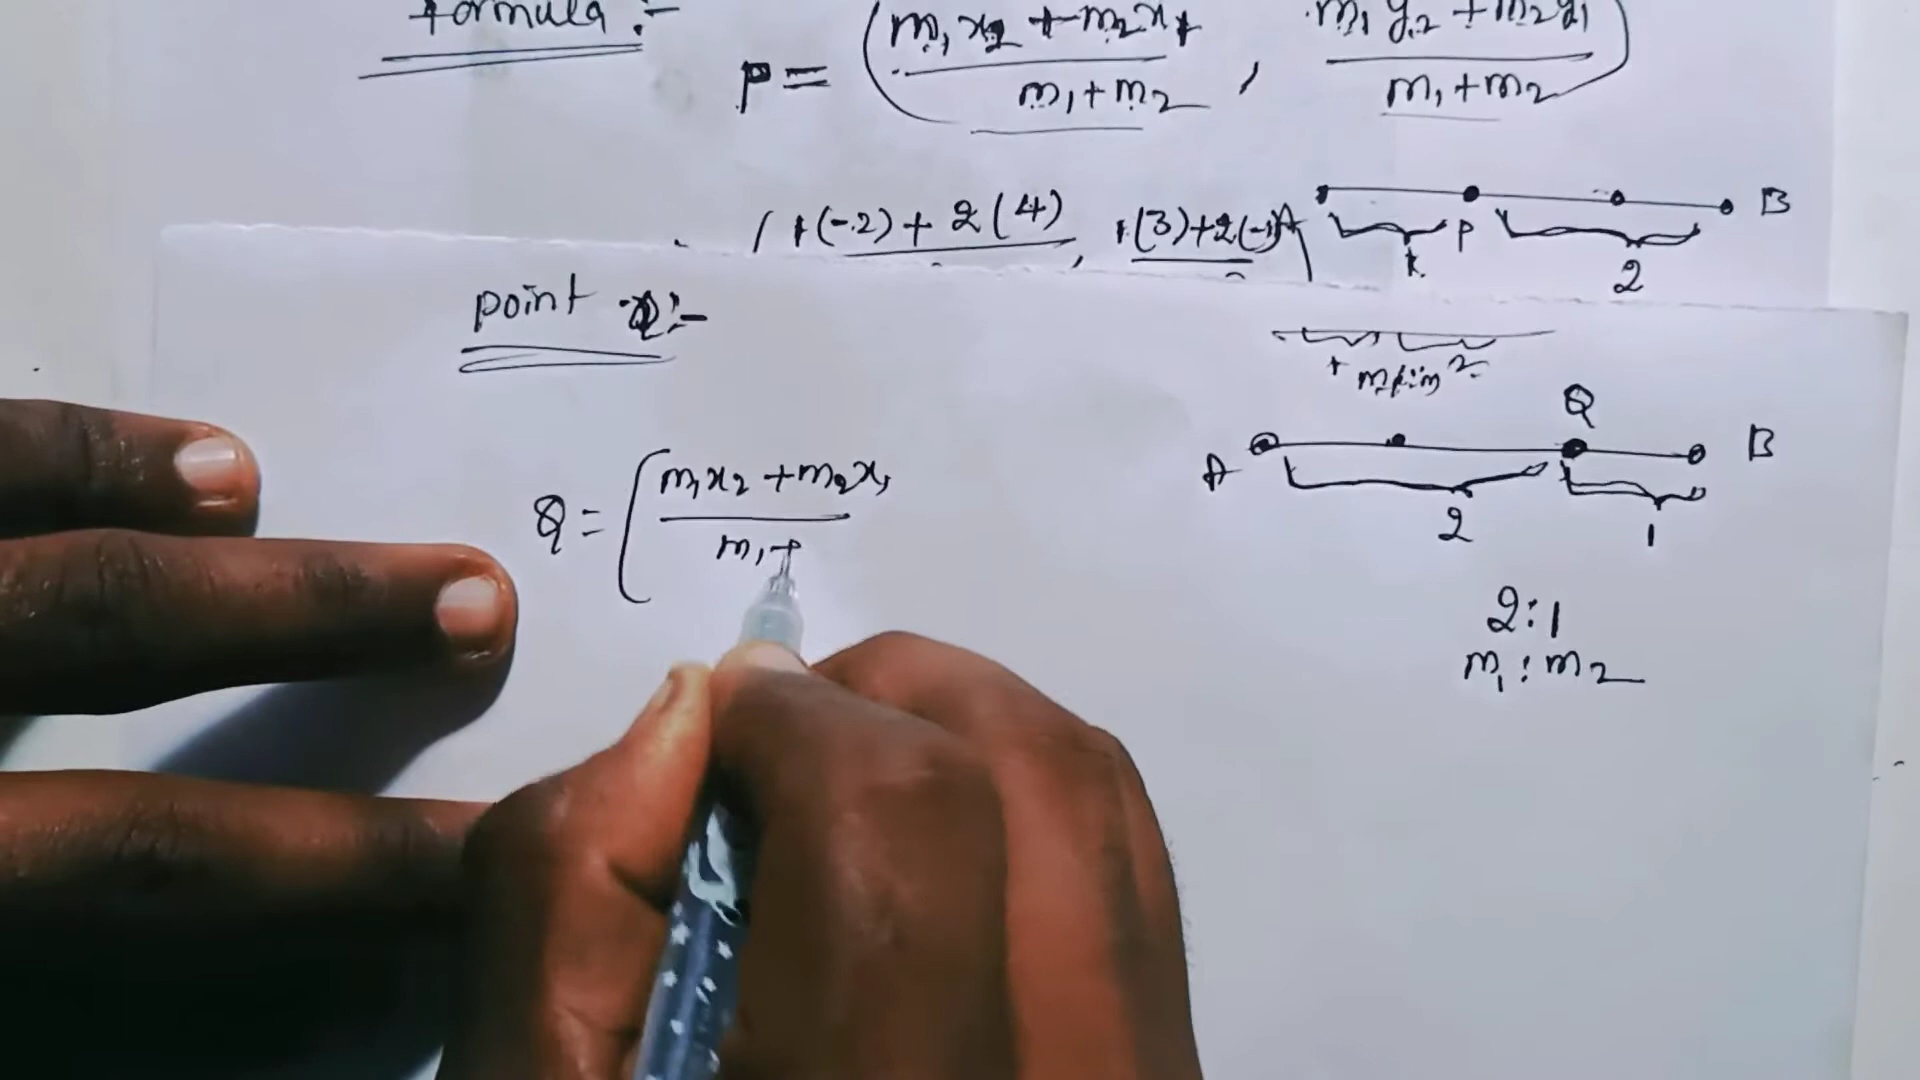 formula :-
P = ( m₁x₂ + m₂x₁ / m₁ + m₂ , m₁y₂ + m₂y₁ / m₁ + m₂ )
( 1(-2) + 2(4) , 1(3) + 2(-1)
A P B
1 2
point Q :-
Q
A B
2 1
Q = ( m₁x₂ + m₂x₁ / m₁ +
2 : 1
m₁ : m₂